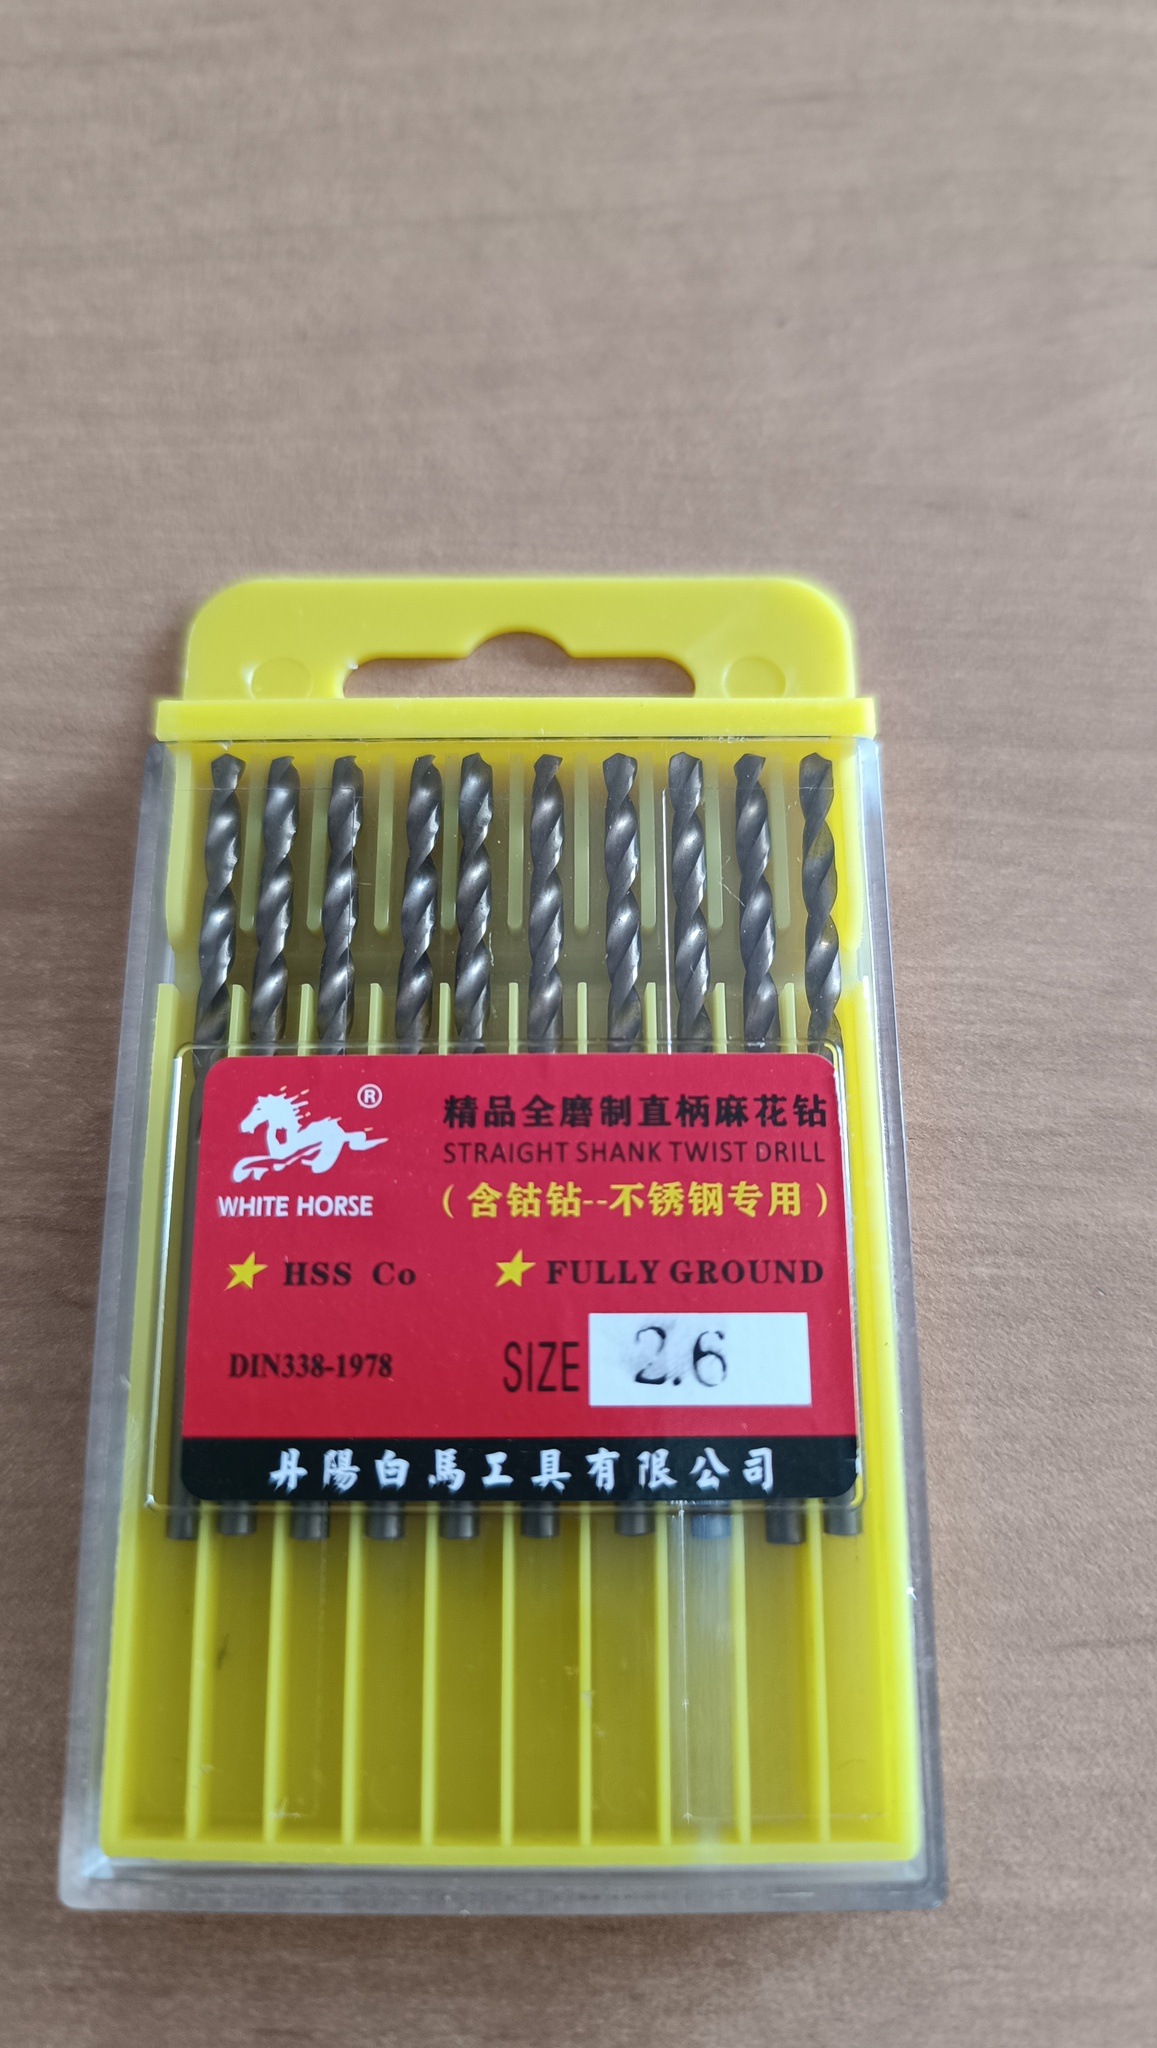 ®
WHITE HORSE
精品全磨制直柄麻花钻
STRAIGHT SHANK TWIST DRILL
(含钴钻--不锈钢专用)
HSS Co
FULLY GROUND
DIN338-1978
SIZE 2.6
丹陽白馬工具有限公司